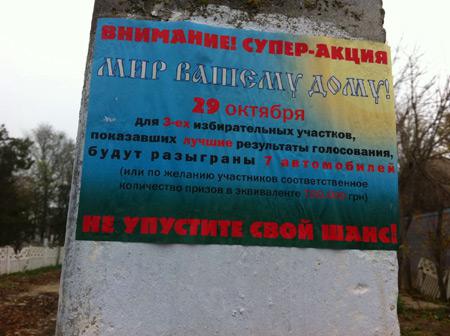 ВНИМАНИЕ! СУПЕР-АКЦИЯ
МИР ВАШЕМУ ДОМУ!
29 октября
для 3-ех избирательных участков,
показавших лучшие результаты голосования,
будут разыграны 7 автомобилей
(или по желанию участников соответственное
количество призов в эквиваленте грн)
НЕ УПУСТИТЕ СВОЙ ШАНС!